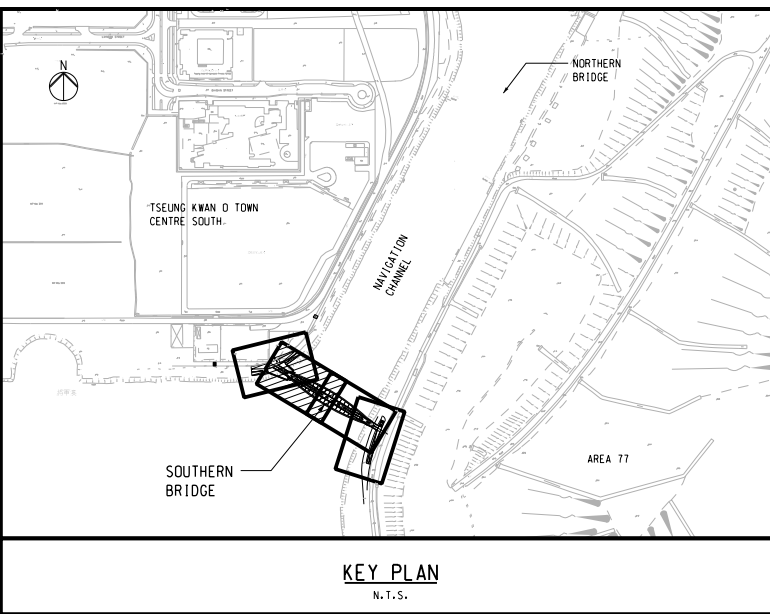 N
NORTHERN
BRIDGE
TSEUNG KWAN O TOWN
CENTRE SOUTH
NAVIGATION
CHANNEL
SOUTHERN
BRIDGE
AREA 77
KEY PLAN
N.T.S.